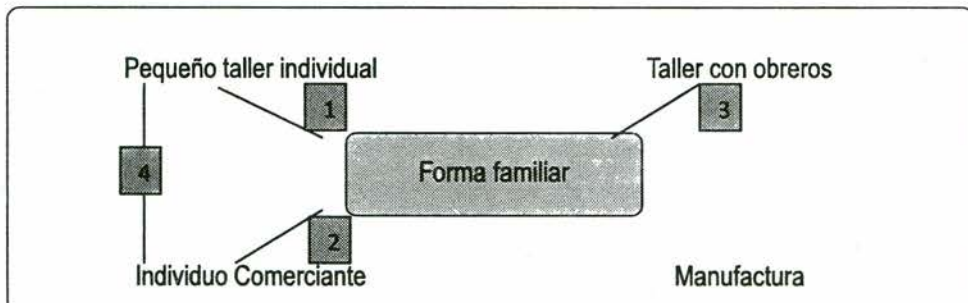 Pequeño taller individual
Taller con obreros
1
3
Forma familiar
4
2
Individuo Comerciante
Manufactura